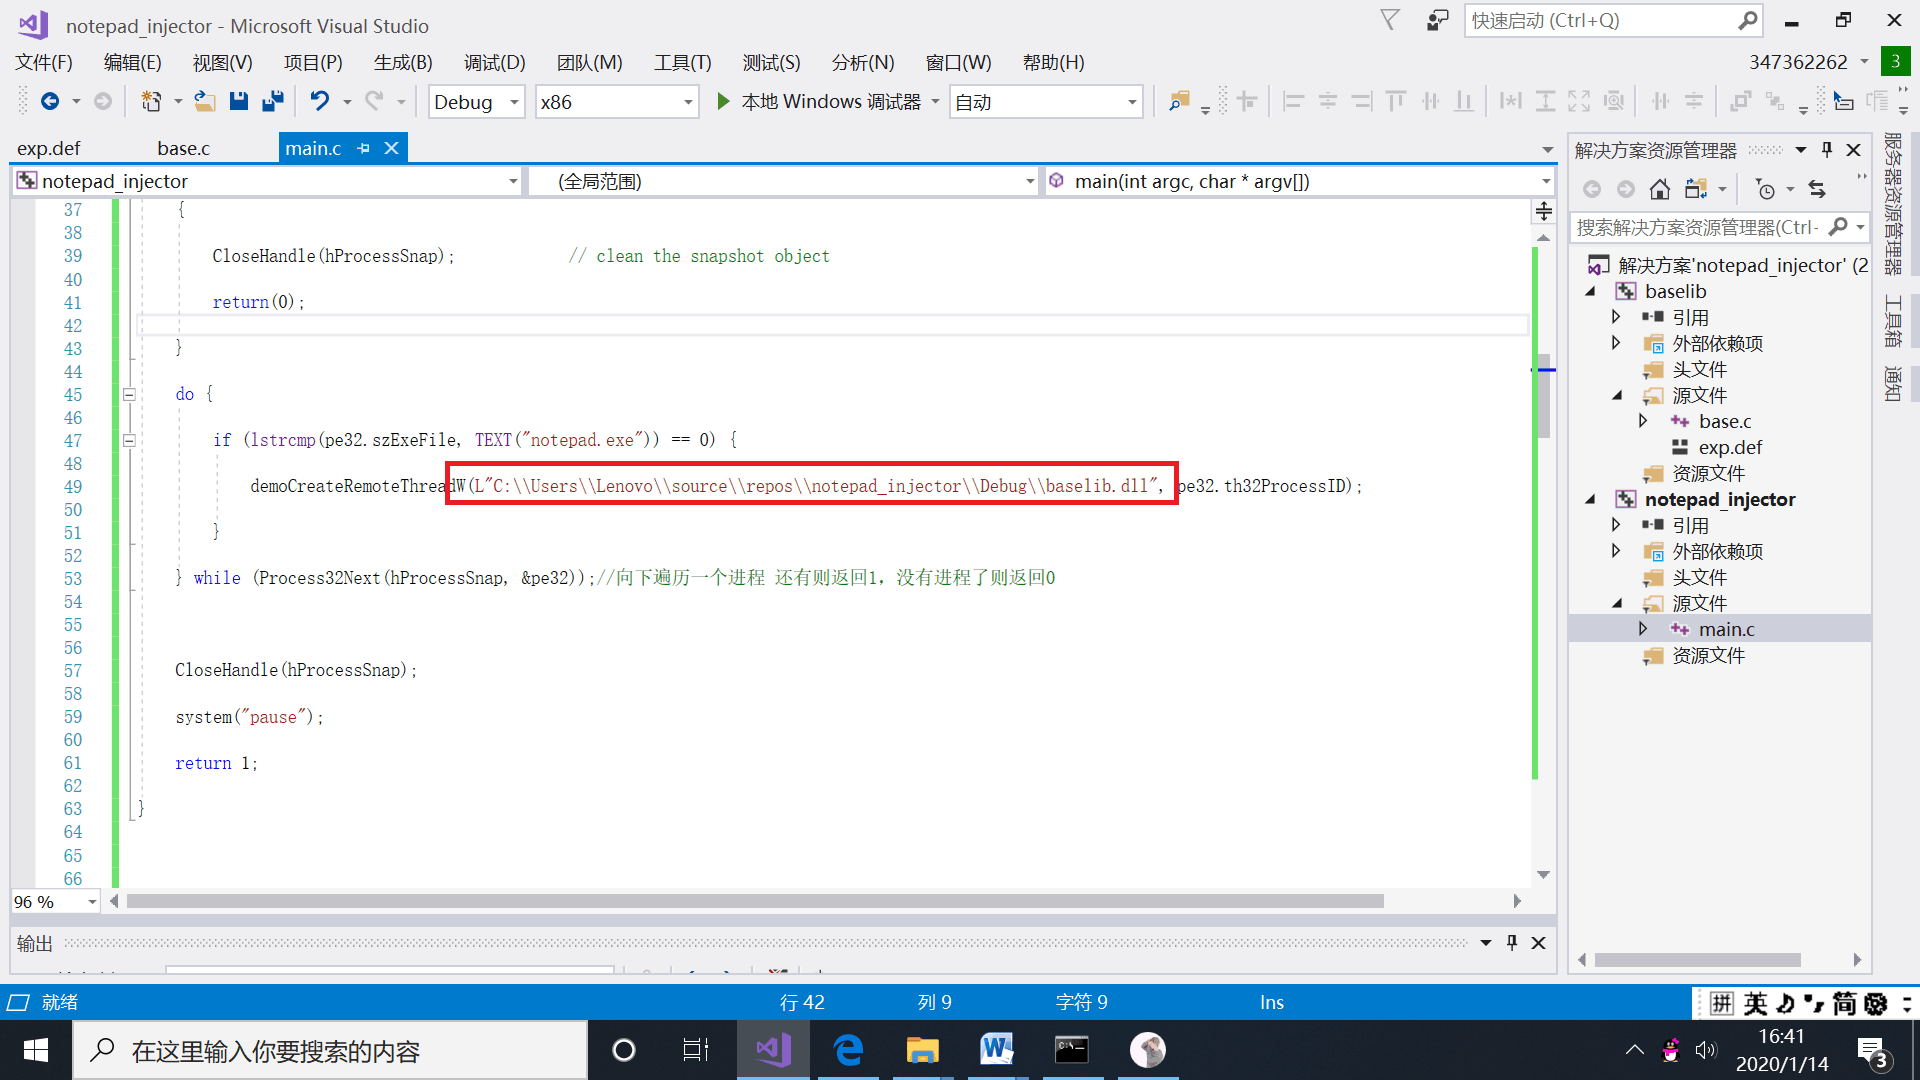 notepad_injector - Microsoft Visual Studio
快速启动 (Ctrl+Q)
文件(F) 编辑(E) 视图(V) 项目(P) 生成(B) 调试(D) 团队(M) 工具(T) 测试(S) 分析(N) 窗口(W) 帮助(H)
347362262
3
Debug x86 本地 Windows 调试器 自动
exp.def base.c main.c
notepad_injector (全局范围) main(int argc, char * argv[])
37 {
38
39 CloseHandle(hProcessSnap); // clean the snapshot object
40
41 return(0);
42
43 }
44
45 do {
46
47 if (lstrcmp(pe32.szExeFile, TEXT("notepad.exe")) == 0) {
48
49 demoCreateRemoteThreadW(L"C:\\Users\\Lenovo\\source\\repos\\notepad_injector\\Debug\\baselib.dll", pe32.th32ProcessID);
50
51 }
52
53 } while (Process32Next(hProcessSnap, &pe32));//向下遍历一个进程 还有则返回1，没有进程了则返回0
54
55
56
57 CloseHandle(hProcessSnap);
58
59 system("pause");
60
61 return 1;
62
63 }
64
65
66
96 %
输出
解决方案资源管理器
搜索解决方案资源管理器(Ctrl-
解决方案'notepad_injector' (2
baselib
引用
外部依赖项
头文件
源文件
base.c
exp.def
资源文件
notepad_injector
引用
外部依赖项
头文件
源文件
main.c
资源文件
服务器资源管理器
工具箱
通知
就绪 行 42 列 9 字符 9 Ins
拼 英 简
在这里输入你要搜索的内容
16:41
2020/1/14
3